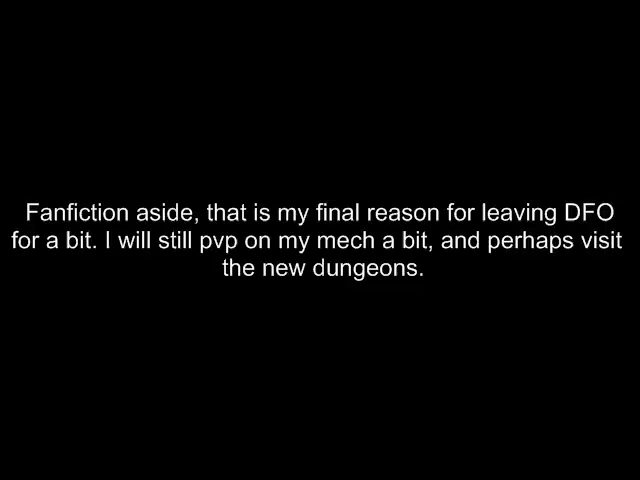 Fanfiction aside, that is my final reason for leaving DFO
for a bit. I will still pvp on my mech a bit, and perhaps visit
the new dungeons.